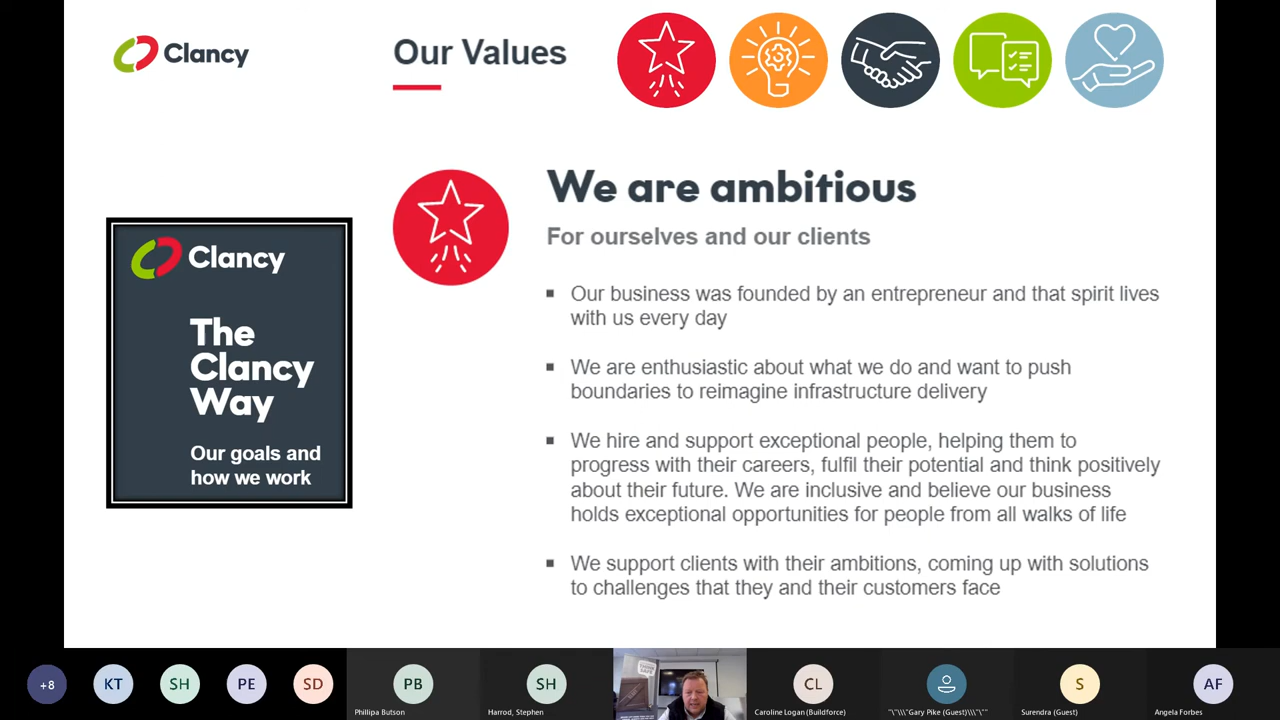 Clancy
Our Values
We are ambitious
For ourselves and our clients
Clancy
The
Clancy
Way
Our goals and
how we work
▪ Our business was founded by an entrepreneur and that spirit lives
with us every day
▪ We are enthusiastic about what we do and want to push
boundaries to reimagine infrastructure delivery
▪ We hire and support exceptional people, helping them to
progress with their careers, fulfil their potential and think positively
about their future. We are inclusive and believe our business
holds exceptional opportunities for people from all walks of life
▪ We support clients with their ambitions, coming up with solutions
to challenges that they and their customers face
+8
KT
SH
PE
SD
PB
Phillipa Butson
SH
Harrod, Stephen
CL
Caroline Logan (Buildforce)
"\"\\\"Gary Pike (Guest)\\\"\""
S
Surendra (Guest)
AF
Angela Forbes